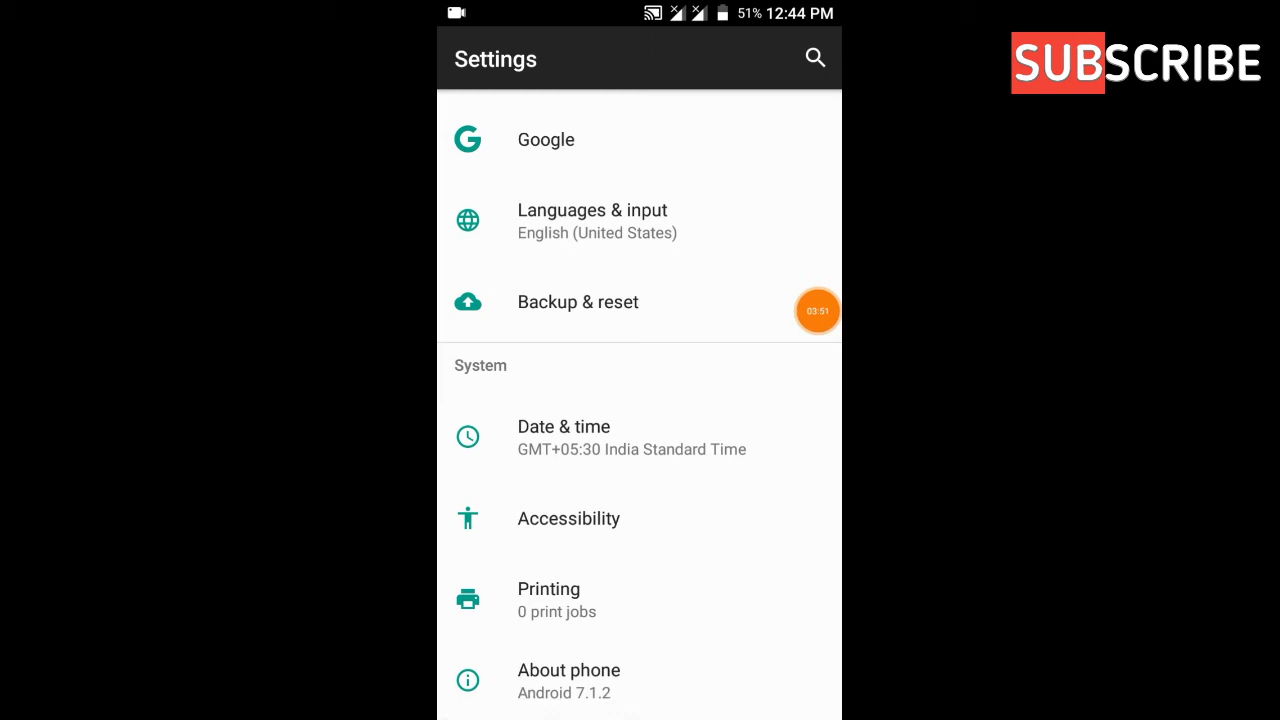 51% 12:44 PM
SUBSCRIBE
Settings
Google
Languages & input
English (United States)
Backup & reset
03:51
System
Date & time
GMT+05:30 India Standard Time
Accessibility
Printing
0 print jobs
About phone
Android 7.1.2